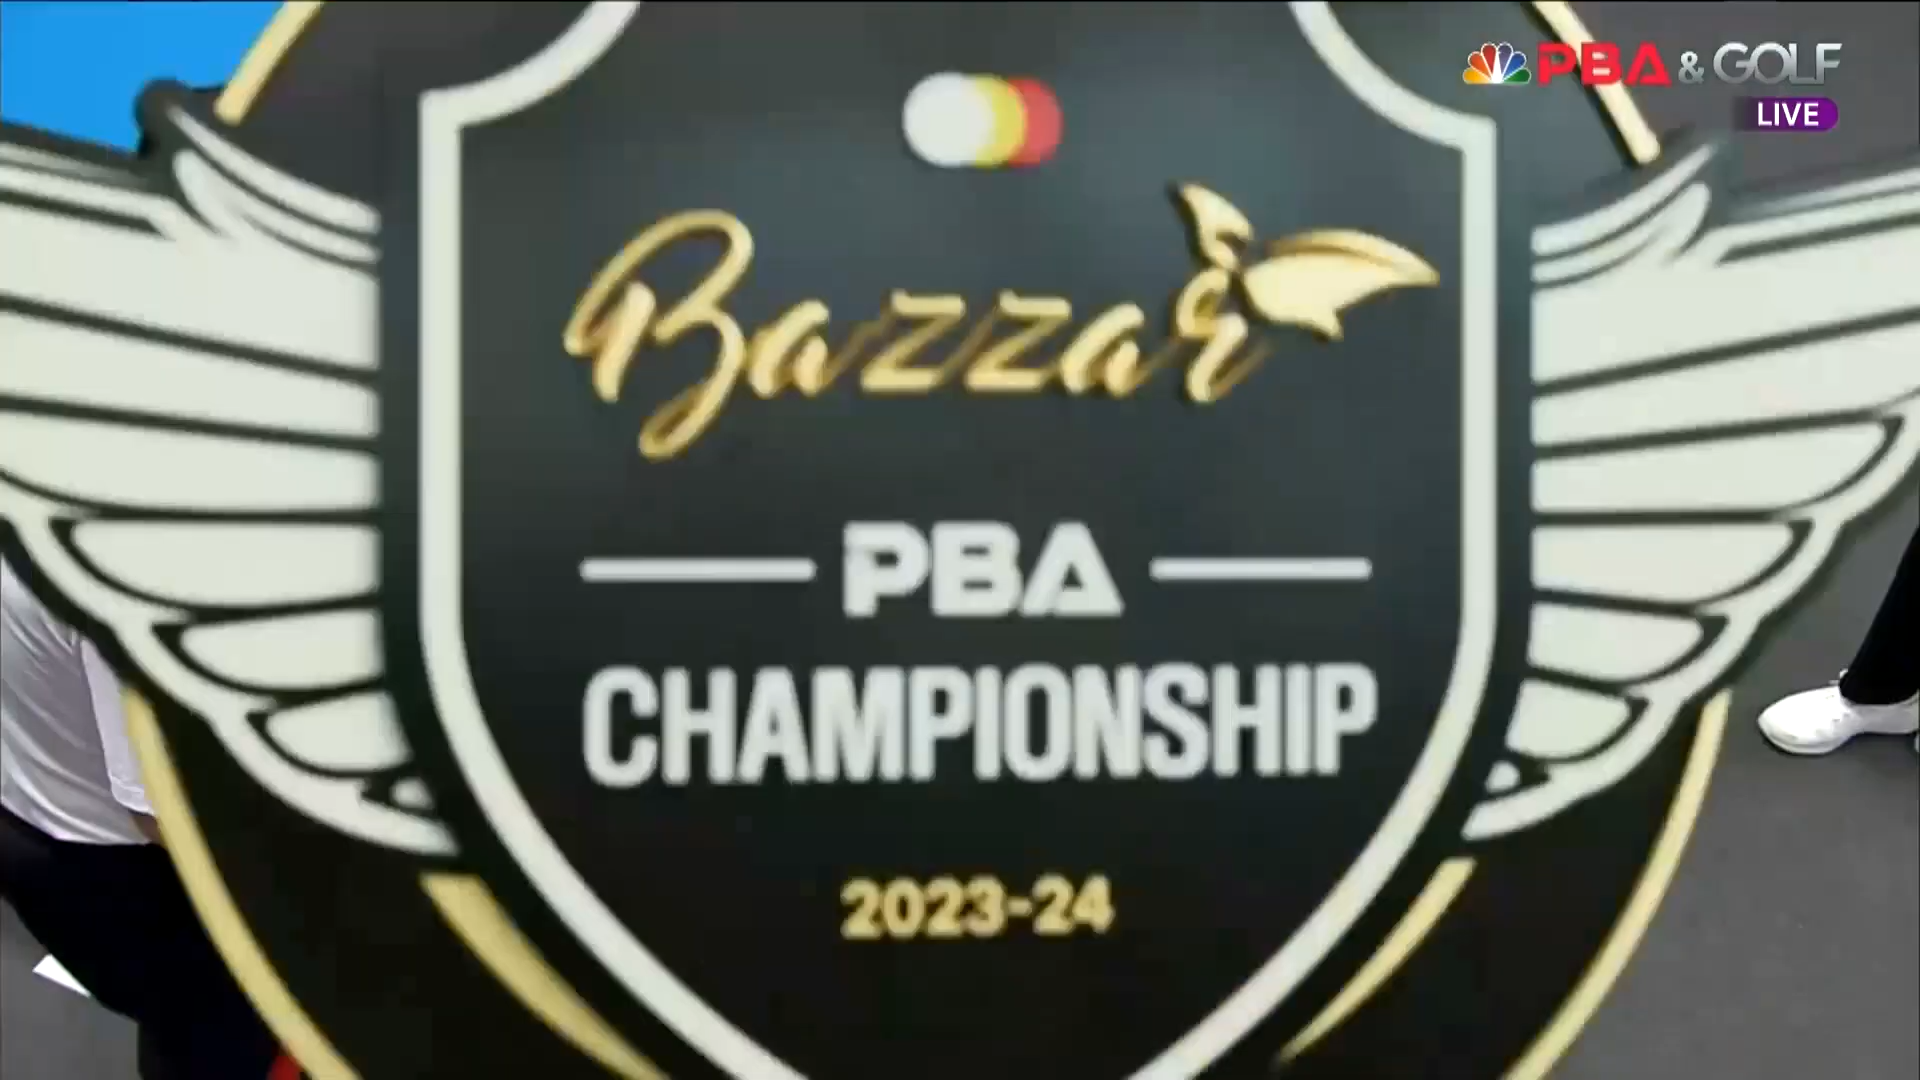 PBA & GOLF
LIVE
Bazzar
PBA
CHAMPIONSHIP
2023-24